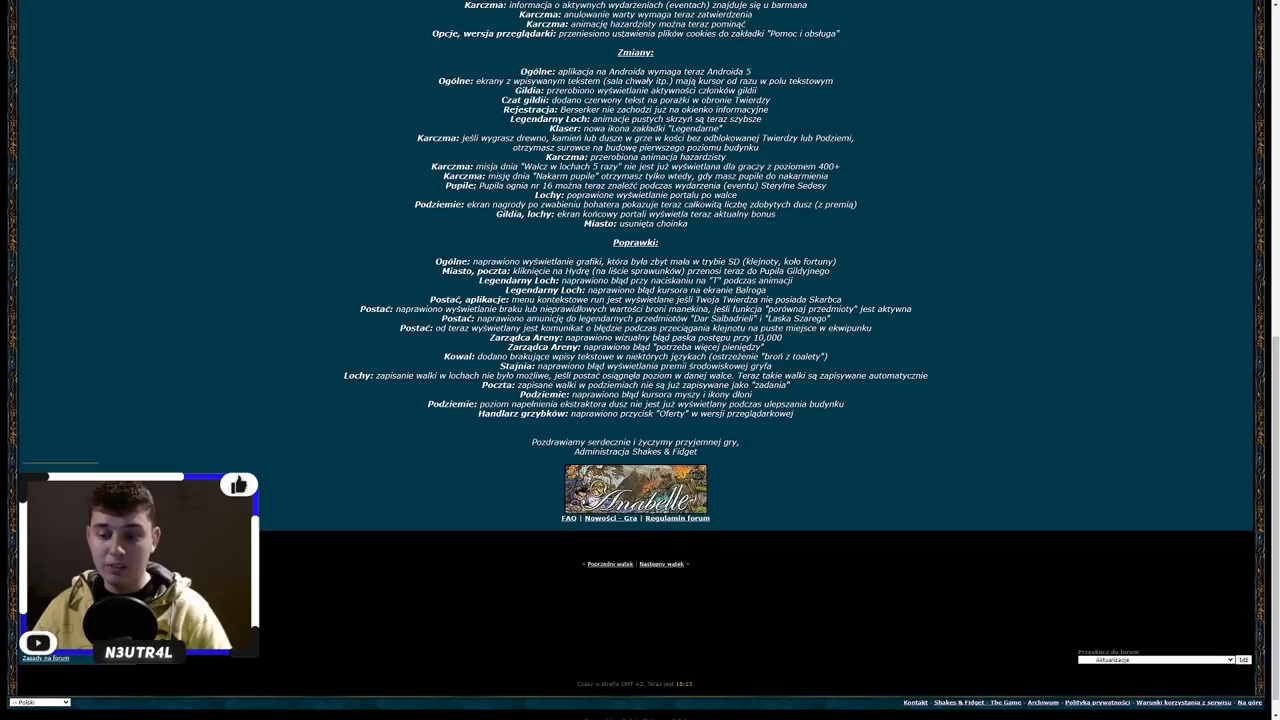 Karczma: informacja o aktywnych wydarzeniach (eventach) znajduje się u barmana
Karczma: anulowanie warty wymaga teraz zatwierdzenia
Karczma: animację hazardzisty można teraz pominąć
Opcje, wersja przeglądarki: przeniesiono ustawienia plików cookies do zakładki "Pomoc i obsługa"
Zmiany:
Ogólne: aplikacja na Androida wymaga teraz Androida 5
Ogólne: ekrany z wpisywanym tekstem (sala chwały itp.) mają kursor od razu w polu tekstowym
Gildia: przerobiono wyświetlanie aktywności członków gildii
Czat gildii: dodano czerwony tekst na porażki w obronie Twierdzy
Rejestracja: Berserker nie zachodzi już na okienko informacyjne
Legendarny Loch: animacje pustych skrzyń są teraz szybsze
Klaser: nowa ikona zakładki "Legendarne"
Karczma: jeśli wygrasz drewno, kamień lub dusze w grze w kości bez odblokowanej Twierdzy lub Podziemi,
otrzymasz surowce na budowę pierwszego poziomu budynku
Karczma: przerobiona animacja hazardzisty
Karczma: misja dnia "Walcz w lochach 5 razy" nie jest już wyświetlana dla graczy z poziomem 400+
Karczma: misję dnia "Nakarm pupile" otrzymasz tylko wtedy, gdy masz pupile do nakarmienia
Pupile: Pupila ognia nr 16 można teraz znaleźć podczas wydarzenia (eventu) Sterylne Sedesy
Lochy: poprawione wyświetlanie portalu po walce
Podziemie: ekran nagrody po zwabieniu bohatera pokazuje teraz całkowitą liczbę zdobytych dusz (z premią)
Gildia, lochy: ekran końcowy portali wyświetla teraz aktualny bonus
Miasto: usunięta choinka
Poprawki:
Ogólne: naprawiono wyświetlanie grafiki, która była zbyt mała w trybie SD (klejnoty, koło fortuny)
Miasto, poczta: kliknięcie na Hydrę (na liście sprawunków) przenosi teraz do Pupila Gildyjnego
Legendarny Loch: naprawiono błąd przy naciskaniu na "T" podczas animacji
Legendarny Loch: naprawiono błąd kursora na ekranie Balroga
Postać, aplikacje: menu kontekstowe run jest wyświetlane jeśli Twoja Twierdza nie posiada Skarbca
Postać: naprawiono wyświetlanie braku lub nieprawidłowych wartości broni manekina, jeśli funkcja "porównaj przedmioty" jest aktywna
Postać: naprawiono amunicję do legendarnych przedmiotów "Dar Salbadrieli" i "Laska Szarego"
Postać: od teraz wyświetlany jest komunikat o błędzie podczas przeciągania klejnotu na puste miejsce w ekwipunku
Zarządca Areny: naprawiono wizualny błąd paska postępu przy 10,000
Zarządca Areny: naprawiono błąd "potrzeba więcej pieniędzy"
Kowal: dodano brakujące wpisy tekstowe w niektórych językach (ostrzeżenie "broń z toalety")
Stajnia: naprawiono błąd wyświetlania premii środowiskowej gryfa
Lochy: zapisanie walki w lochach nie było możliwe, jeśli postać osiągnęła poziom w danej walce. Teraz takie walki są zapisywane automatycznie
Poczta: zapisane walki w podziemiach nie są już zapisywane jako "zadania"
Podziemie: naprawiono błąd kursora myszy i ikony dłoni
Podziemie: poziom napełnienia ekstraktora dusz nie jest już wyświetlany podczas ulepszania budynku
Handlarz grzybków: naprawiono przycisk "Oferty" w wersji przeglądarkowej
Pozdrawiamy serdecznie i życzymy przyjemnej gry,
Administracja Shakes & Fidget
Anabelle
FAQ | Nowości - Gra | Regulamin forum
« Poprzedni wątek | Następny wątek »
N3UTR4L
Zasady na forum
Przeskocz do forum
Aktualizacje
Idź
Czasy w strefie GMT +2. Teraz jest 18:13.
-- Polski
Kontakt - Shakes & Fidget - The Game - Archiwum - Polityka prywatności - Warunki korzystania z serwisu - Na górę